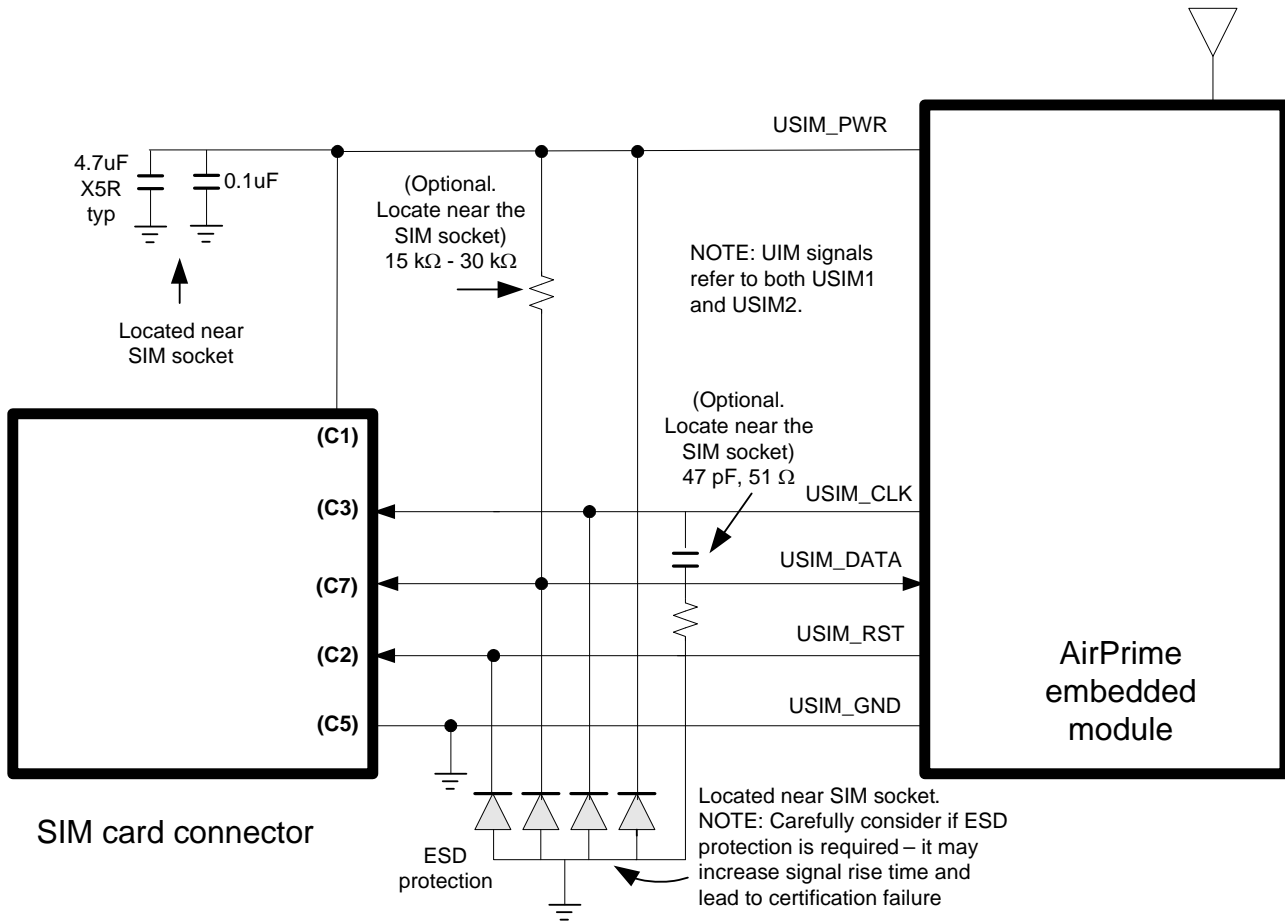 USIM_PWR
4.7uF
X5R
typ
0.1uF
(Optional.
Locate near the
SIM socket)
15 kΩ - 30 kΩ
NOTE: UIM signals
refer to both USIM1
and USIM2.
Located near
SIM socket
(Optional.
Locate near the
SIM socket)
47 pF, 51 Ω
(C1)
(C3)
USIM_CLK
(C7)
USIM_DATA
(C2)
USIM_RST
(C5)
USIM_GND
AirPrime
embedded
module
SIM card connector
ESD
protection
Located near SIM socket.
NOTE: Carefully consider if ESD
protection is required – it may
increase signal rise time and
lead to certification failure